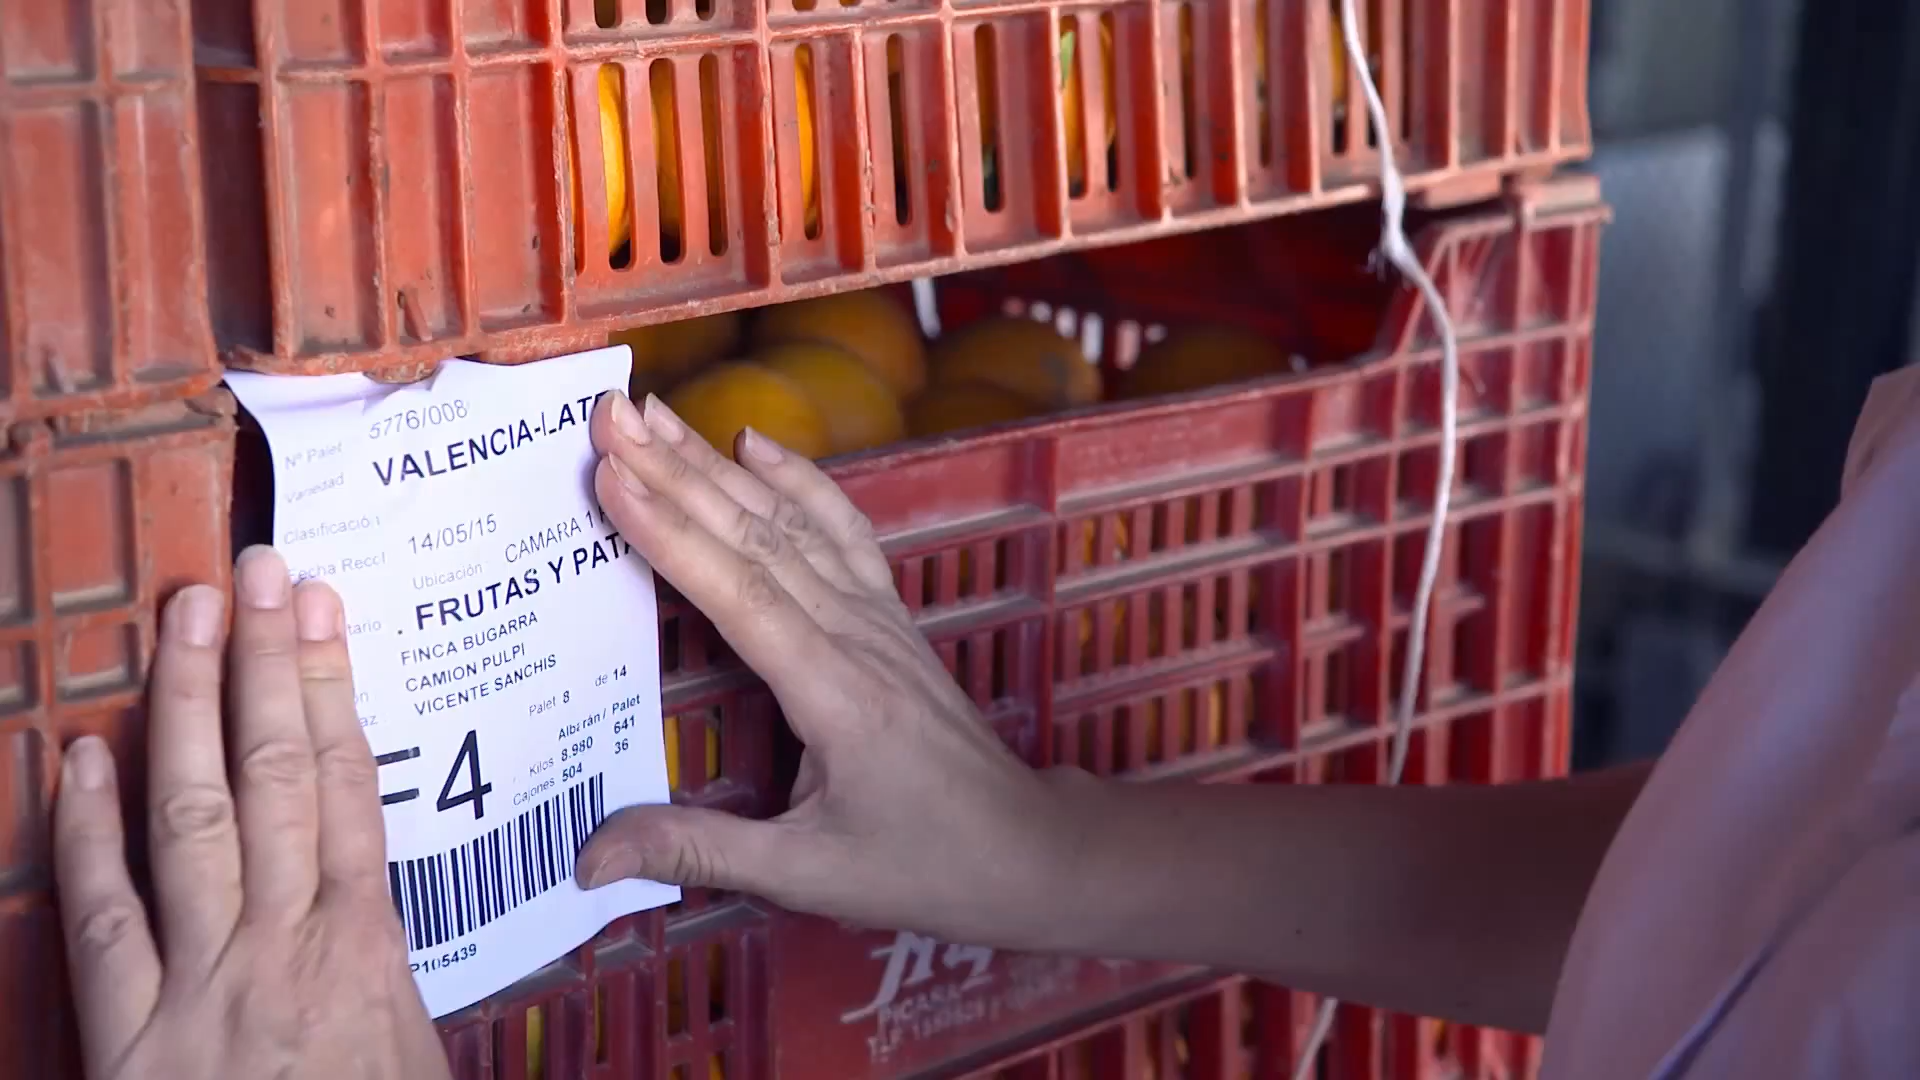 Nº Palet 5776/008
Variedad VALENCIA-LATE
Clasificación
Fecha Recol 14/05/15
Ubicación CAMARA 1
. FRUTAS Y PATA
FINCA BUGARRA
CAMION PULPI
VICENTE SANCHIS
Palet 8 de 14
Albarán / Palet
Kilos 8.980 641
Cajones 504 36
F4
P105439
PICASA